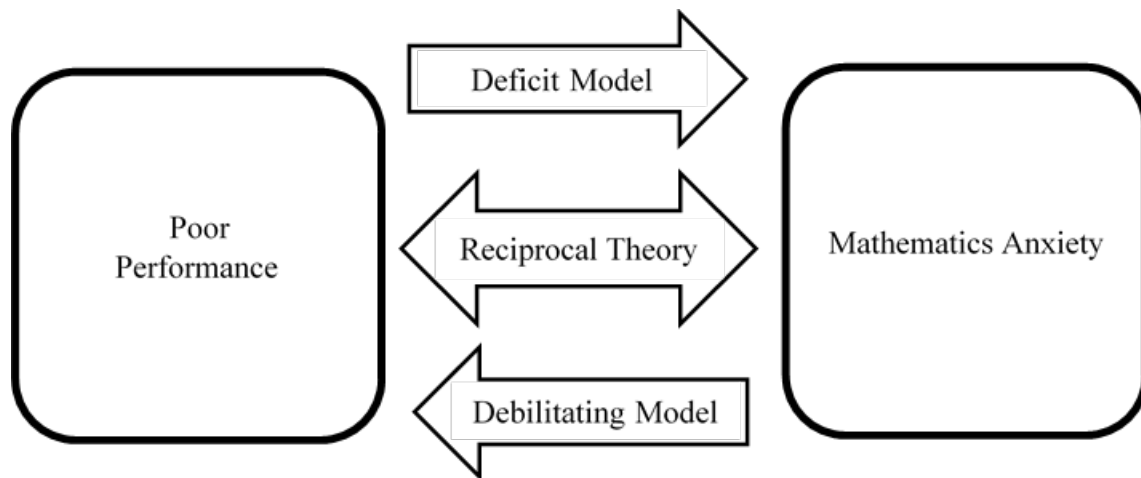 Deficit Model
Poor
Performance
Reciprocal Theory
Mathematics Anxiety
Debilitating Model